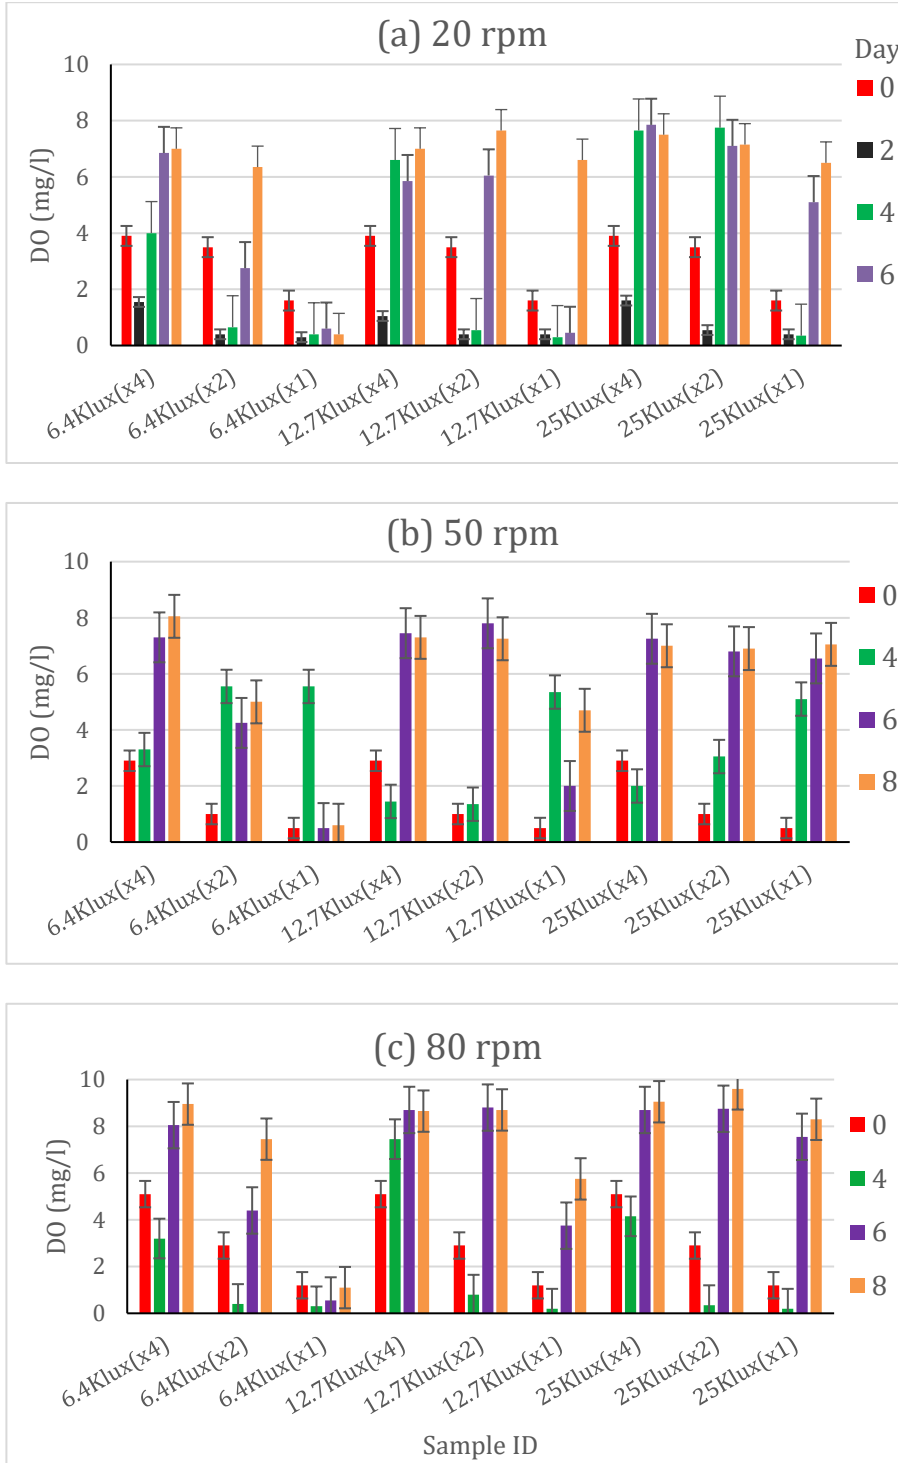 (a) 20 rpm
Day
10
8
6
4
2
0
DO (mg/l)
0
2
4
6
6.4Klux(x4)
6.4Klux(x2)
6.4Klux(x1)
12.7Klux(x4)
12.7Klux(x2)
12.7Klux(x1)
25Klux(x4)
25Klux(x2)
25Klux(x1)
(b) 50 rpm
10
8
6
4
2
0
DO (mg/l)
0
4
6
8
6.4Klux(x4)
6.4Klux(x2)
6.4Klux(x1)
12.7Klux(x4)
12.7Klux(x2)
12.7Klux(x1)
25Klux(x4)
25Klux(x2)
25Klux(x1)
(c) 80 rpm
10
8
6
4
2
0
DO (mg/l)
0
4
6
8
6.4Klux(x4)
6.4Klux(x2)
6.4Klux(x1)
12.7Klux(x4)
12.7Klux(x2)
12.7Klux(x1)
25Klux(x4)
25Klux(x2)
25Klux(x1)
Sample ID